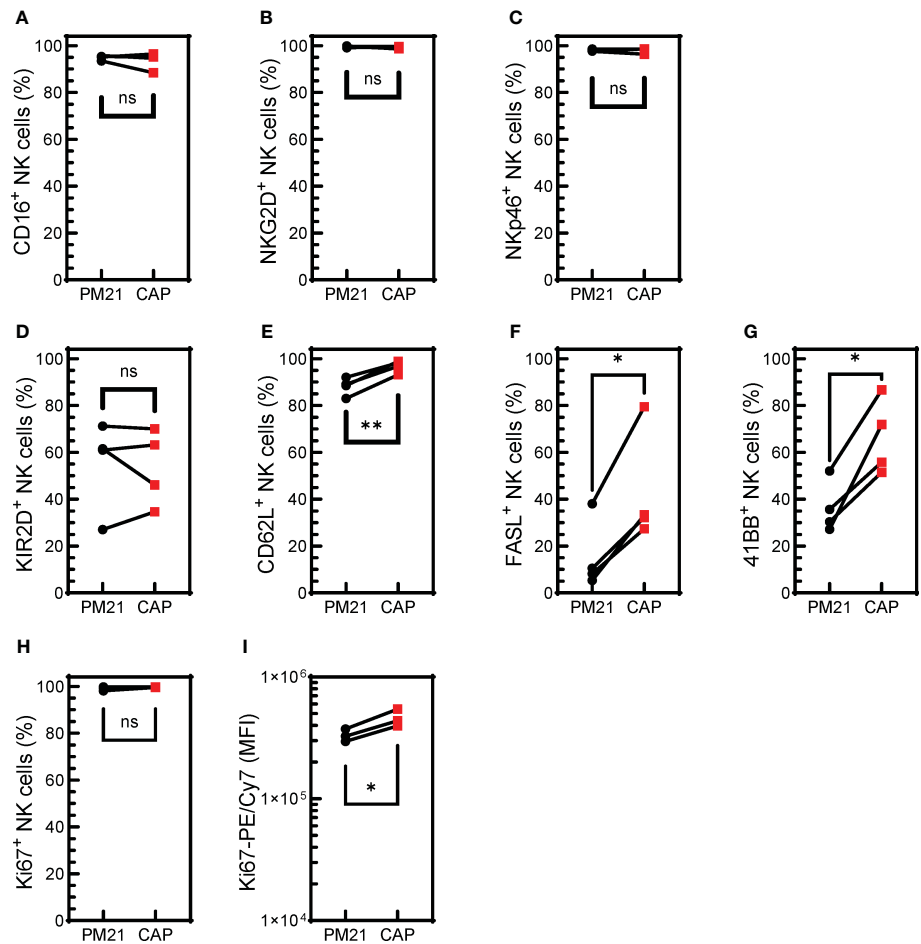 A
CD16+ NK cells (%)
100
80
60
40
20
0
ns
PM21 CAP
B
NKG2D+ NK cells (%)
100
80
60
40
20
0
ns
PM21 CAP
C
NKp46+ NK cells (%)
100
80
60
40
20
0
ns
PM21 CAP
D
KIR2D+ NK cells (%)
100
80
60
40
20
0
ns
PM21 CAP
E
CD62L+ NK cells (%)
100
80
60
40
20
0
**
PM21 CAP
F
FASL+ NK cells (%)
100
80
60
40
20
0
*
PM21 CAP
G
41BB+ NK cells (%)
100
80
60
40
20
0
*
PM21 CAP
H
Ki67+ NK cells (%)
100
80
60
40
20
0
ns
PM21 CAP
I
Ki67-PE/Cy7 (MFI)
1×10⁶
1×10⁵
1×10⁴
*
PM21 CAP